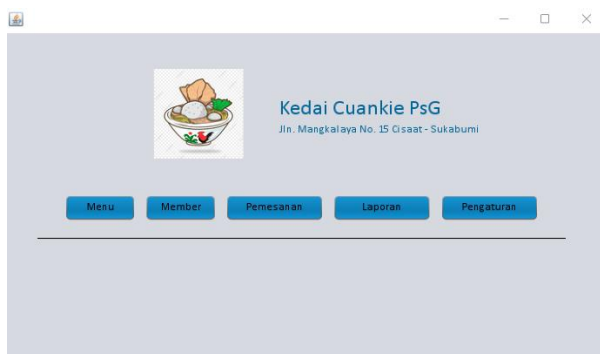 Kedai Cuankie PsG
Jln. Mangkalaya No. 15 Cisaat - Sukabumi
Menu Member Pemesanan Laporan Pengaturan